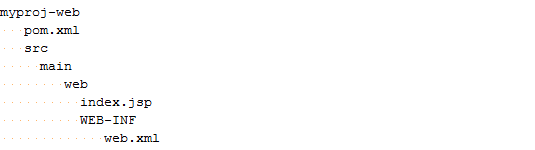 myproj-web
pom.xml
src
main
web
index.jsp
WEB-INF
web.xml